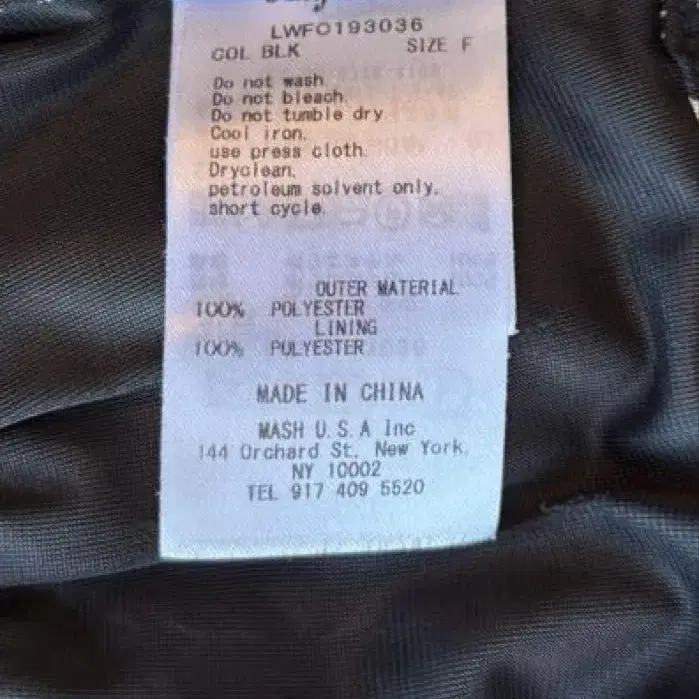 LWFO193036
COL BLK SIZE F
Do not wash.
Do not bleach.
Do not tumble dry
Cool iron.
use press cloth.
Dryclean.
petroleum solvent only.
short cycle.
OUTER MATERIAL
100% POLYESTER
LINING
100% POLYESTER
MADE IN CHINA
MASH U.S.A Inc
144 Orchard St. New York,
NY 10002
TEL 917 409 5520